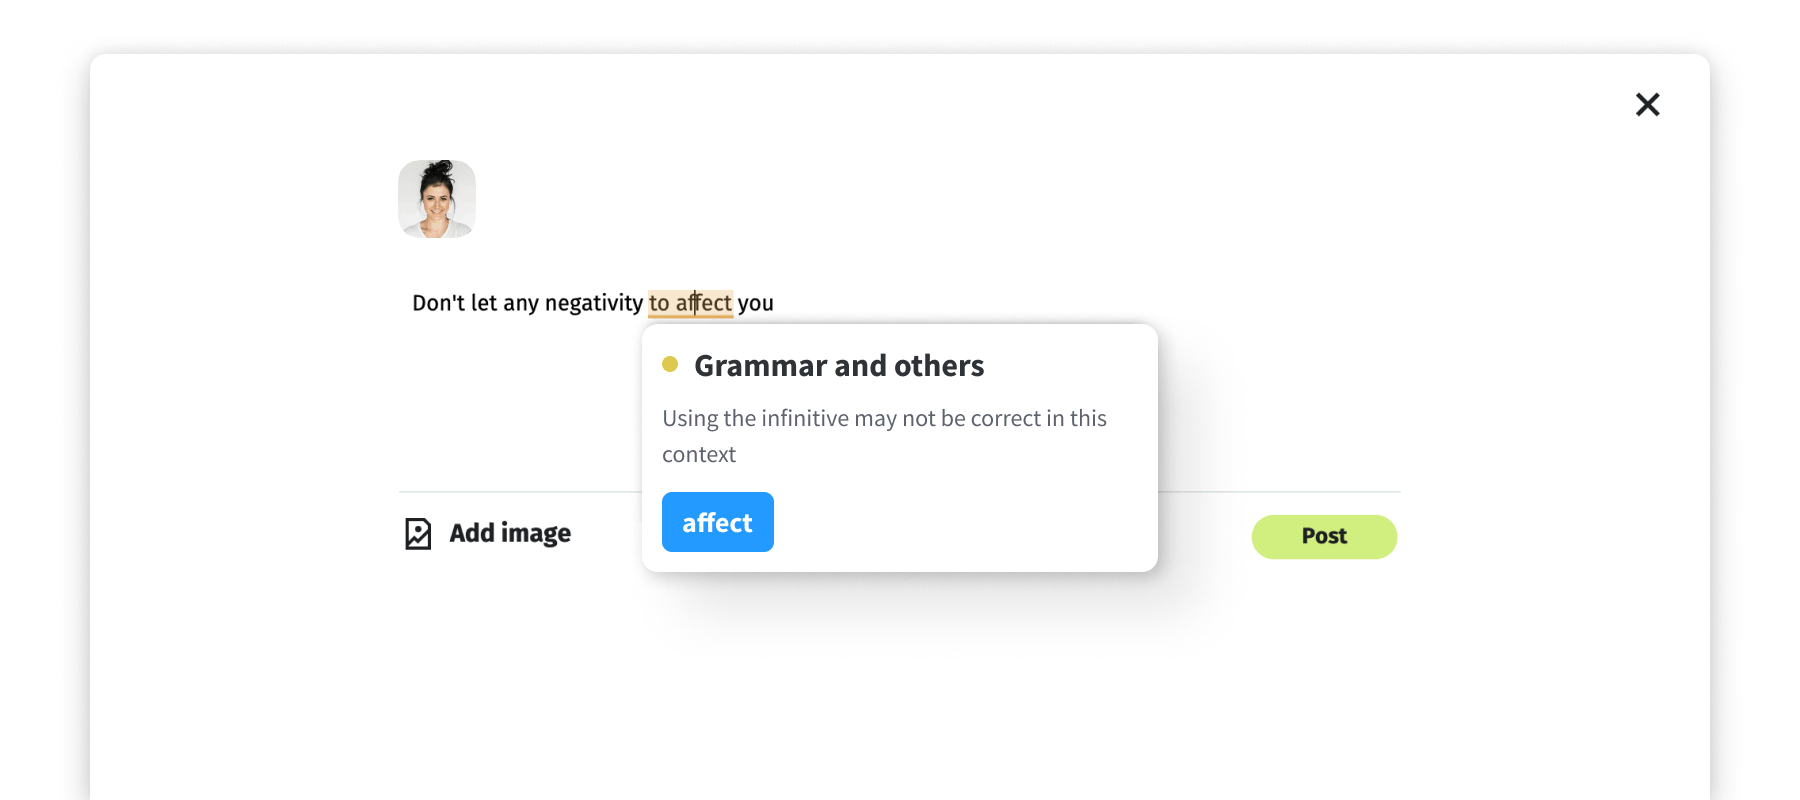 Don't let any negativity to affect you
Grammar and others
Using the infinitive may not be correct in this
context
affect
Add image
Post